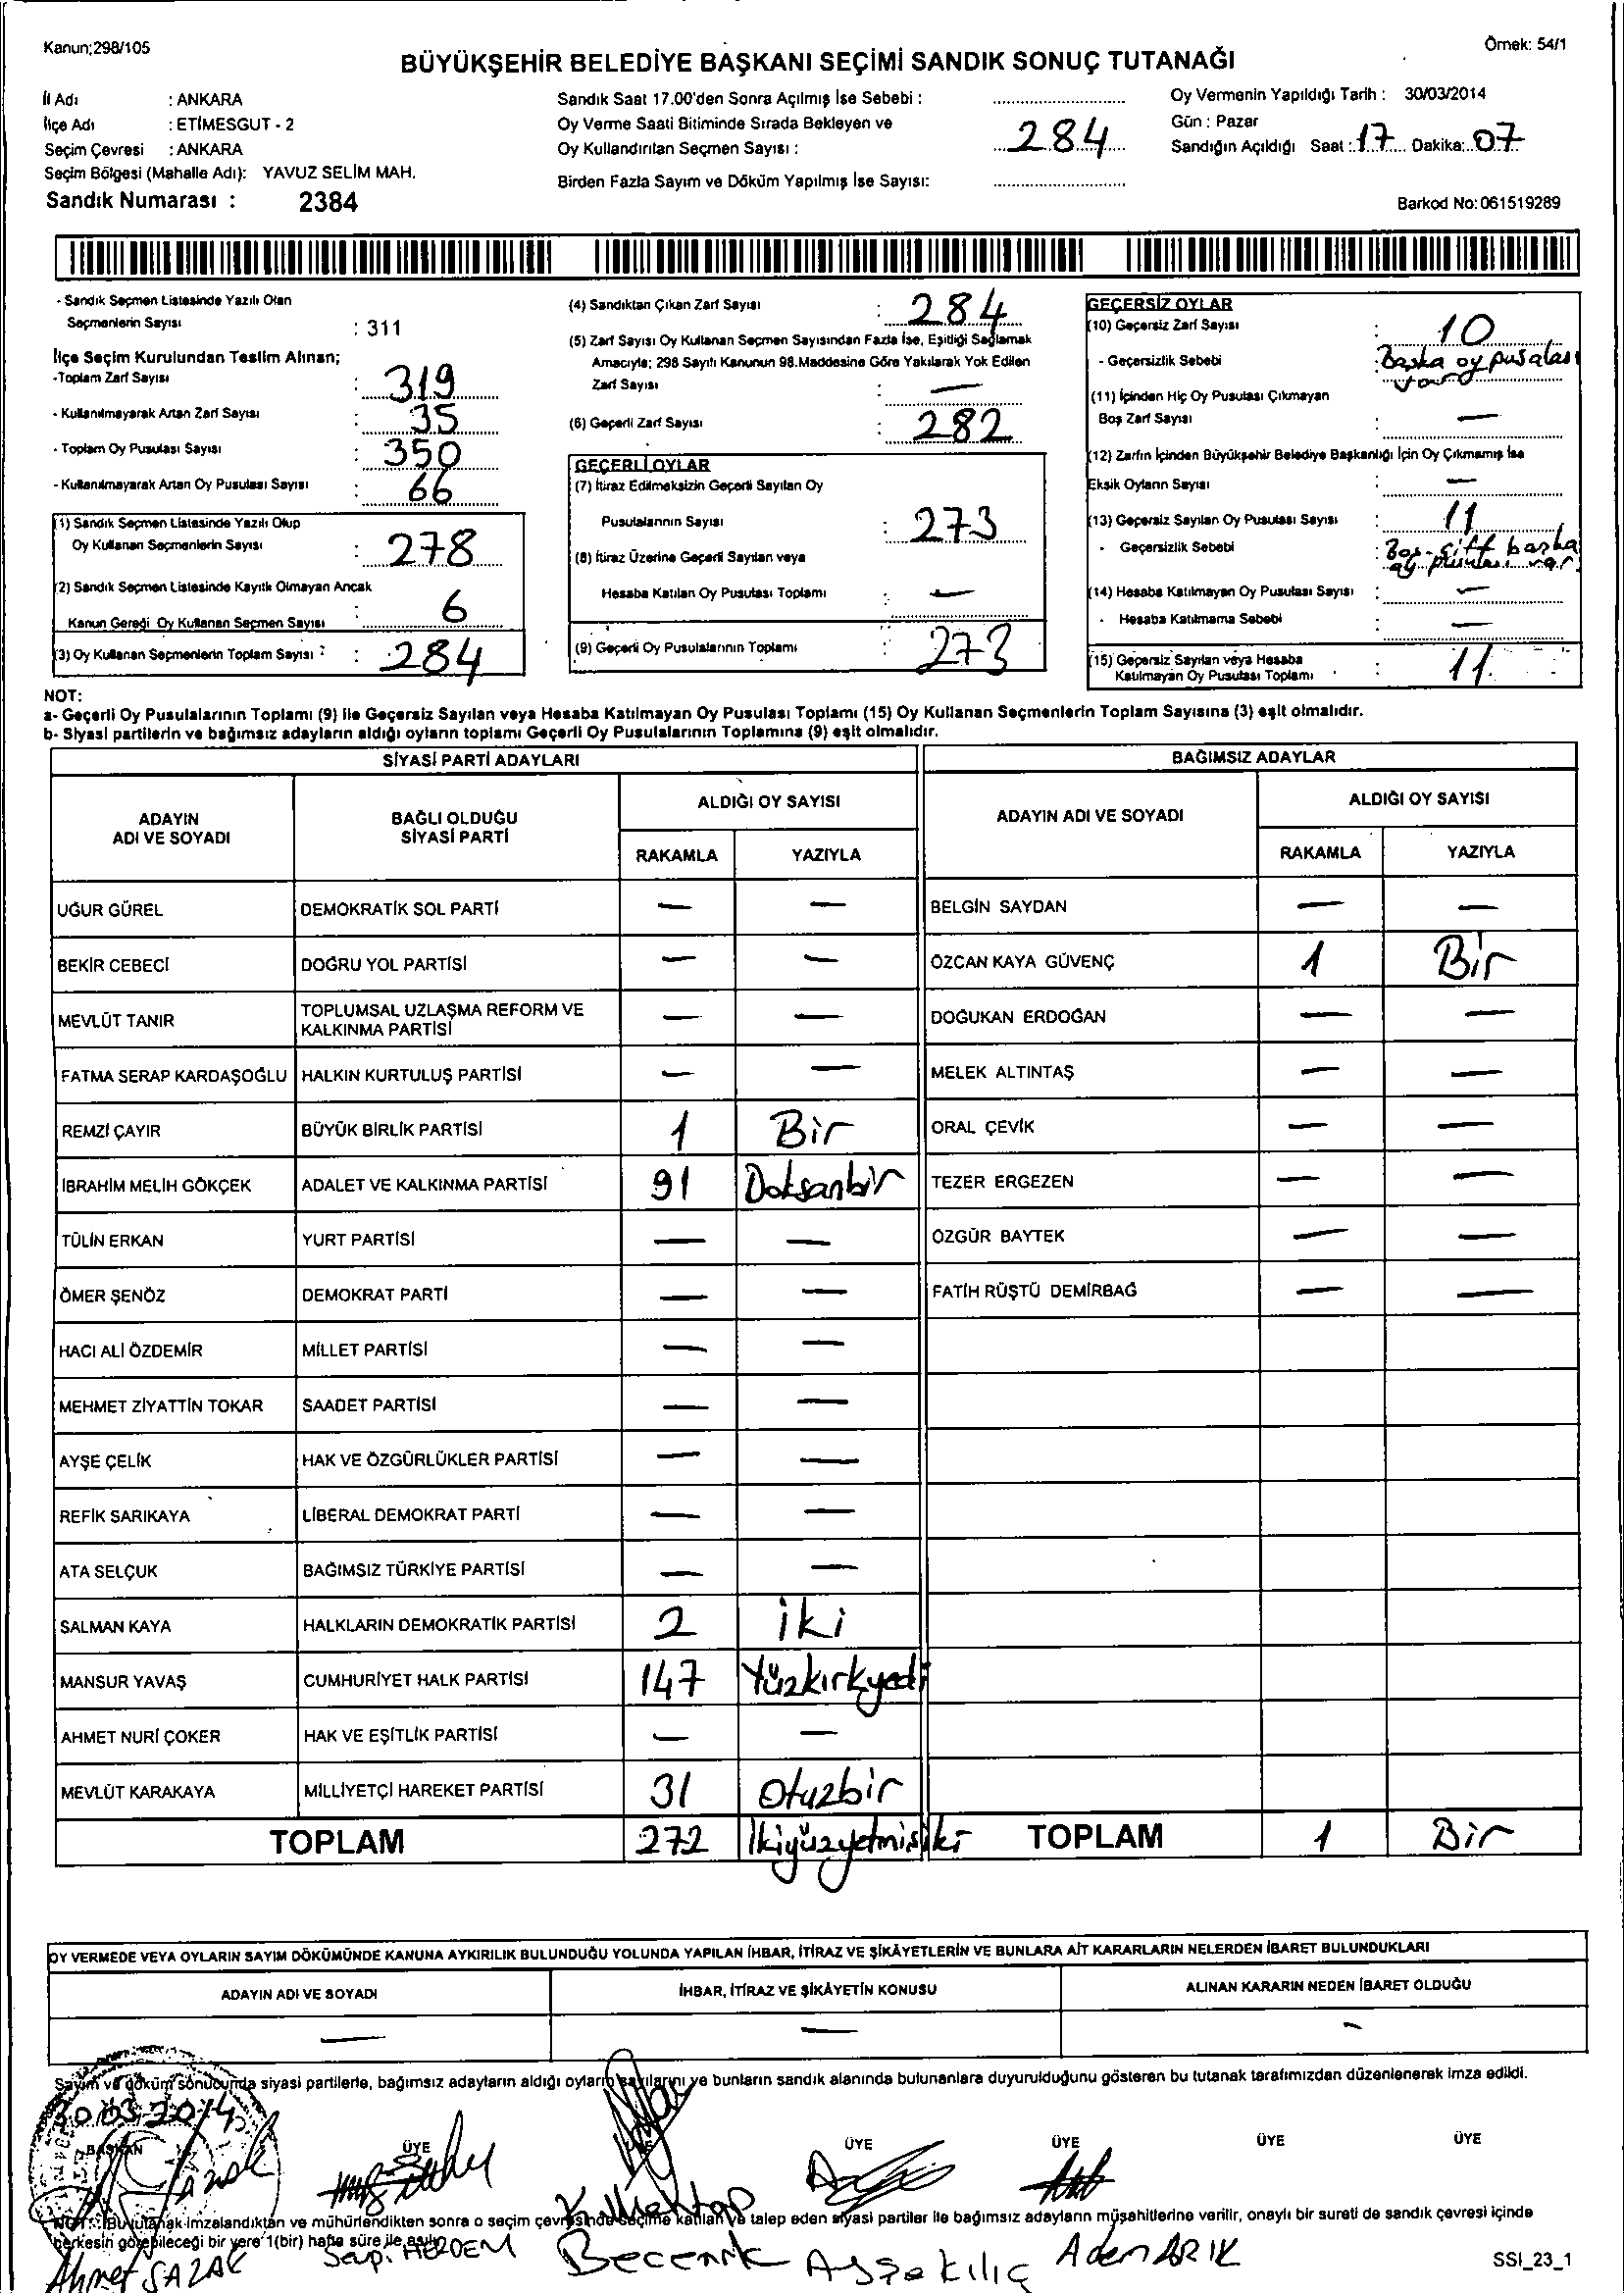 Kanun;298/105
Örnek: 54/1
BÜYÜKŞEHİR BELEDİYE BAŞKANI SEÇİMİ SANDIK SONUÇ TUTANAĞI
İl Adı : ANKARA
İlçe Adı : ETİMESGUT - 2
Seçim Çevresi : ANKARA
Seçim Bölgesi (Mahalle Adı): YAVUZ SELİM MAH.
Sandık Numarası : 2384
Sandık Saat 17.00'den Sonra Açılmış İse Sebebi :
Oy Verme Saati Bitiminde Sırada Bekleyen ve
Oy Kullandırılan Seçmen Sayısı : 284
Birden Fazla Sayım ve Döküm Yapılmış İse Sayısı:
Oy Vermenin Yapıldığı Tarih : 30/03/2014
Gün : Pazar
Sandığın Açıldığı Saat : 17 Dakika: 07
Barkod No: 061519289
- Sandık Seçmen Listesinde Yazılı Olan
Seçmenlerin Sayısı : 311
İlçe Seçim Kurulundan Teslim Alınan;
-Toplam Zarf Sayısı : 319
- Kullanılmayarak Artan Zarf Sayısı : 35
- Toplam Oy Pusulası Sayısı : 350
- Kullanılmayarak Artan Oy Pusulası Sayısı : 66
(1) Sandık Seçmen Listesinde Yazılı Olup
Oy Kullanan Seçmenlerin Sayısı : 278
(2) Sandık Seçmen Listesinde Kayıtlı Olmayan Ancak
Kanun Gereği Oy Kullanan Seçmen Sayısı : 6
(3) Oy Kullanan Seçmenlerin Toplam Sayısı : 284
(4) Sandıktan Çıkan Zarf Sayısı : 284
(5) Zarf Sayısı Oy Kullanan Seçmen Sayısından Fazla İse, Eşitliği Sağlamak
Amacıyla; 298 Sayılı Kanunun 98.Maddesine Göre Yakılarak Yok Edilen
Zarf Sayısı : —
(6) Geçerli Zarf Sayısı : 282
GEÇERLİ OYLAR
(7) İtiraz Edilmeksizin Geçerli Sayılan Oy
Pusulalarının Sayısı : 273
(8) İtiraz Üzerine Geçerli Sayılan veya
Hesaba Katılan Oy Pusulası Toplamı : —
(9) Geçerli Oy Pusulalarının Toplamı : 273
GEÇERSİZ OYLAR
(10) Geçersiz Zarf Sayısı : 10
- Geçersizlik Sebebi : Başka oy pusalası
var
(11) İçinden Hiç Oy Pusulası Çıkmayan
Boş Zarf Sayısı : —
(12) Zarfın İçinden Büyükşehir Belediye Başkanlığı İçin Oy Çıkmamış İse
Eksik Oyların Sayısı : —
(13) Geçersiz Sayılan Oy Pusulası Sayısı : 11
- Geçersizlik Sebebi : Boş-çift başka
oy var
(14) Hesaba Katılmayan Oy Pusulası Sayısı : —
- Hesaba Katılmama Sebebi : —
(15) Geçersiz Sayılan veya Hesaba
Katılmayan Oy Pusulası Toplamı : 11
NOT:
a- Geçerli Oy Pusulalarının Toplamı (9) ile Geçersiz Sayılan veya Hesaba Katılmayan Oy Pusulası Toplamı (15) Oy Kullanan Seçmenlerin Toplam Sayısına (3) eşit olmalıdır.
b- Siyasi partilerin ve bağımsız adayların aldığı oyların toplamı Geçerli Oy Pusulalarının Toplamına (9) eşit olmalıdır.
SİYASİ PARTİ ADAYLARI
ADAYIN ADI VE SOYADI
BAĞLI OLDUĞU SİYASİ PARTİ
ALDIĞI OY SAYISI
RAKAMLA YAZIYLA
UĞUR GÜREL DEMOKRATİK SOL PARTİ — —
BEKİR CEBECİ DOĞRU YOL PARTİSİ — —
MEVLÜT TANIR TOPLUMSAL UZLAŞMA REFORM VE KALKINMA PARTİSİ — —
FATMA SERAP KARDAŞOĞLU HALKIN KURTULUŞ PARTİSİ — —
REMZİ ÇAYIR BÜYÜK BİRLİK PARTİSİ 1 Bir
İBRAHİM MELİH GÖKÇEK ADALET VE KALKINMA PARTİSİ 91 Doksanbir
TÜLİN ERKAN YURT PARTİSİ — —
ÖMER ŞENÖZ DEMOKRAT PARTİ — —
HACI ALİ ÖZDEMİR MİLLET PARTİSİ — —
MEHMET ZİYATTİN TOKAR SAADET PARTİSİ — —
AYŞE ÇELİK HAK VE ÖZGÜRLÜKLER PARTİSİ — —
REFİK SARIKAYA LİBERAL DEMOKRAT PARTİ — —
ATA SELÇUK BAĞIMSIZ TÜRKİYE PARTİSİ — —
SALMAN KAYA HALKLARIN DEMOKRATİK PARTİSİ 2 iki
MANSUR YAVAŞ CUMHURİYET HALK PARTİSİ 147 Yüzkırkyedi
AHMET NURİ ÇOKER HAK VE EŞİTLİK PARTİSİ — —
MEVLÜT KARAKAYA MİLLİYETÇİ HAREKET PARTİSİ 31 Otuzbir
TOPLAM 272 İkiyüzyetmişiki
BAĞIMSIZ ADAYLAR
ADAYIN ADI VE SOYADI
ALDIĞI OY SAYISI
RAKAMLA YAZIYLA
BELGİN SAYDAN — —
ÖZCAN KAYA GÜVENÇ 1 Bir
DOĞUKAN ERDOĞAN — —
MELEK ALTINTAŞ — —
ORAL ÇEVİK — —
TEZER ERGEZEN — —
ÖZGÜR BAYTEK — —
FATİH RÜŞTÜ DEMİRBAĞ — —
TOPLAM 1 Bir
OY VERMEDE VEYA OYLARIN SAYIM DÖKÜMÜNDE KANUNA AYKIRILIK BULUNDUĞU YOLUNDA YAPILAN İHBAR, İTİRAZ VE ŞİKÂYETLERİN VE BUNLARA AİT KARARLARIN NELERDEN İBARET BULUNDUKLARI
ADAYIN ADI VE SOYADI İHBAR, İTİRAZ VE ŞİKÂYETİN KONUSU ALINAN KARARIN NEDEN İBARET OLDUĞU
— — —
Sayım ve döküm sonucunda siyasi partilerle, bağımsız adayların aldığı oyların sayılarını ve bunların sandık alanında bulunanlara duyurulduğunu gösteren bu tutanak tarafımızdan düzenlenerek imza edildi.
30.03.2014
BAŞKAN ÜYE ÜYE ÜYE ÜYE ÜYE ÜYE
NOT: Bu tutanak imzalandıktan ve mühürlendikten sonra o seçim çevresinde seçime katılan ve talep eden siyasi partiler ile bağımsız adayların müşahitlerine verilir, onaylı bir sureti de sandık çevresi içinde
herkesin görebileceği bir yere 1(bir) hafta süre ile asılır.
Ahmet SAZAK
Ayşe kılıç
Adem ARIK
SSI_23_1